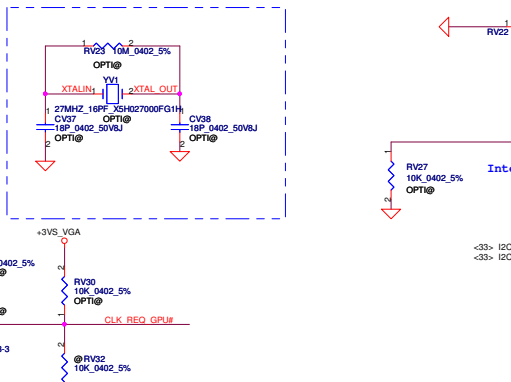 1 2
RV23 10M_0402_5%
OPTI@
YV1
XTALIN 1 2 XTAL_OUT
27MHZ_16PF_X5H027000FG1H
OPTI@
1
CV37
18P_0402_50V8J
OPTI@
2
1
CV38
18P_0402_50V8J
OPTI@
2
1
RV22
1
RV27
10K_0402_5%
OPTI@
2
Inte
<33> I2C
<33> I2C
+3VS_VGA
0402_5%
@
2
RV30
10K_0402_5%
OPTI@
1
@
CLK_REQ_GPU#
-3
2
@ RV32
10K_0402_5%